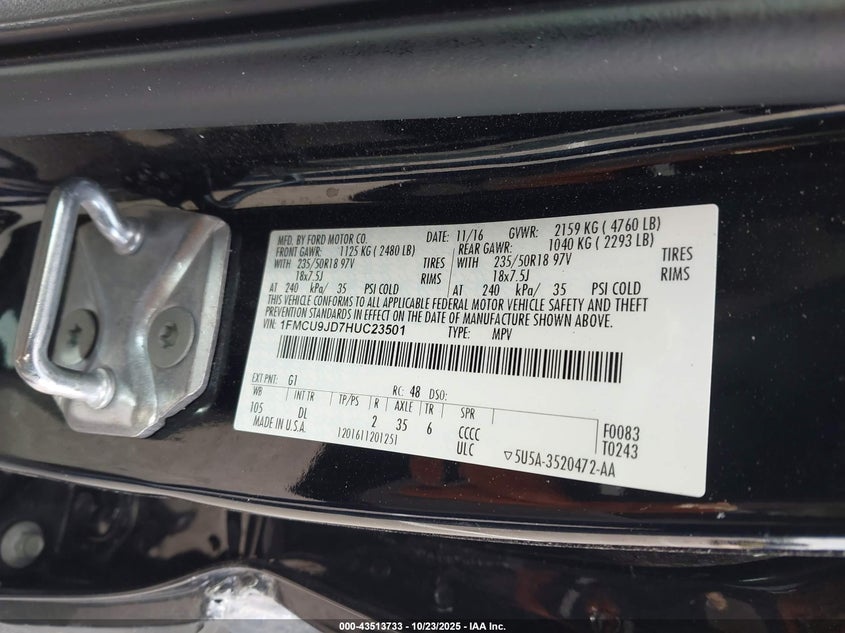 MFD. BY FORD MOTOR CO. DATE: 11/16 GVWR: 2159 KG ( 4760 LB)
FRONT GAWR: 1125 KG ( 2480 LB) REAR GAWR: 1040 KG ( 2293 LB)
WITH 235/50R18 97V TIRES WITH 235/50R18 97V TIRES
18x7.5J RIMS 18x7.5J RIMS
AT 240 kPa/ 35 PSI COLD AT 240 kPa/ 35 PSI COLD
THIS VEHICLE CONFORMS TO ALL APPLICABLE FEDERAL MOTOR VEHICLE SAFETY AND THEFT
PREVENTION STANDARDS IN EFFECT ON THE DATE OF MANUFACTURE SHOWN ABOVE.
VIN: 1FMCU9JD7HUC23501 TYPE: MPV
EXT PNT: G1 RC: 48 DSO:
WB INT TR TP/PS R AXLE TR SPR
105 DL 2 35 6 CCCC F0083
MADE IN U.S.A. ULC T0243
1201611201251 ▽5U5A-3520472-AA
000-43513733 - 10/23/2025 - IAA Inc.